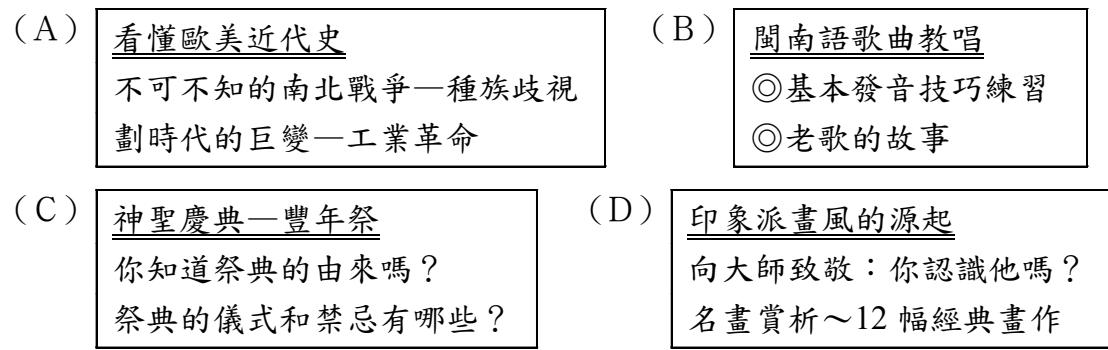 （A）
看懂歐美近代史
不可不知的南北戰爭—種族歧視
劃時代的巨變—工業革命
（B）
閩南語歌曲教唱
◎基本發音技巧練習
◎老歌的故事
（C）
神聖慶典—豐年祭
你知道祭典的由來嗎？
祭典的儀式和禁忌有哪些？
（D）
印象派畫風的源起
向大師致敬：你認識他嗎？
名畫賞析～12 幅經典畫作